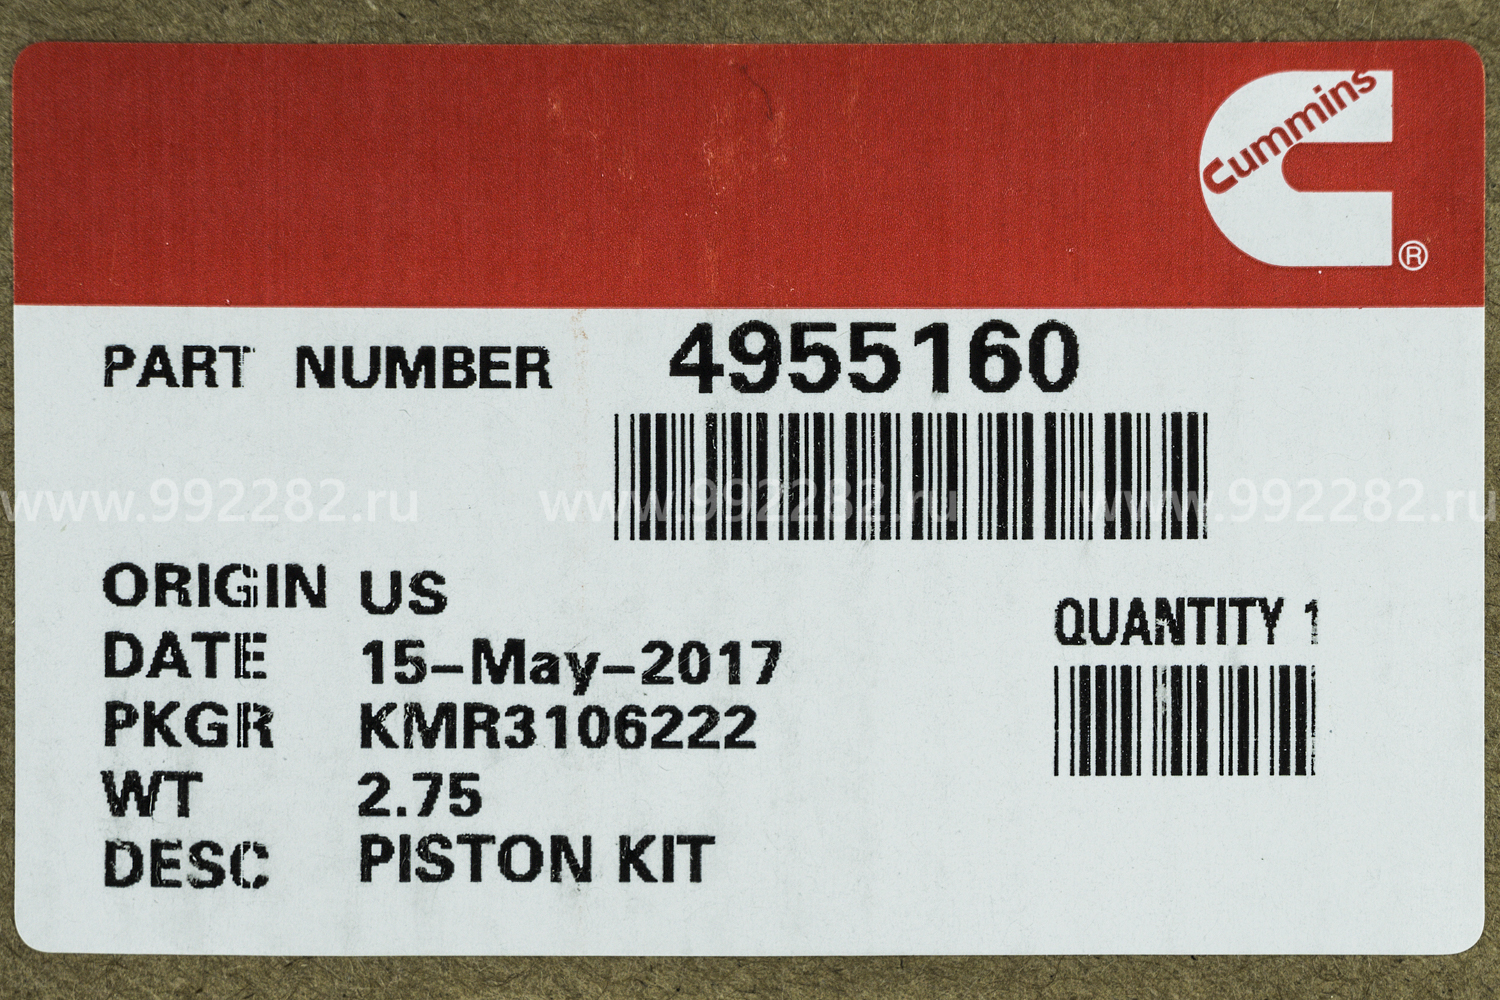 Cummins
®
PART NUMBER 4955160
www.992282.ru www.992282.ru www.992282.ru
ORIGIN US
QUANTITY 1
DATE 15-May-2017
PKGR KMR3106222
WT 2.75
DESC PISTON KIT